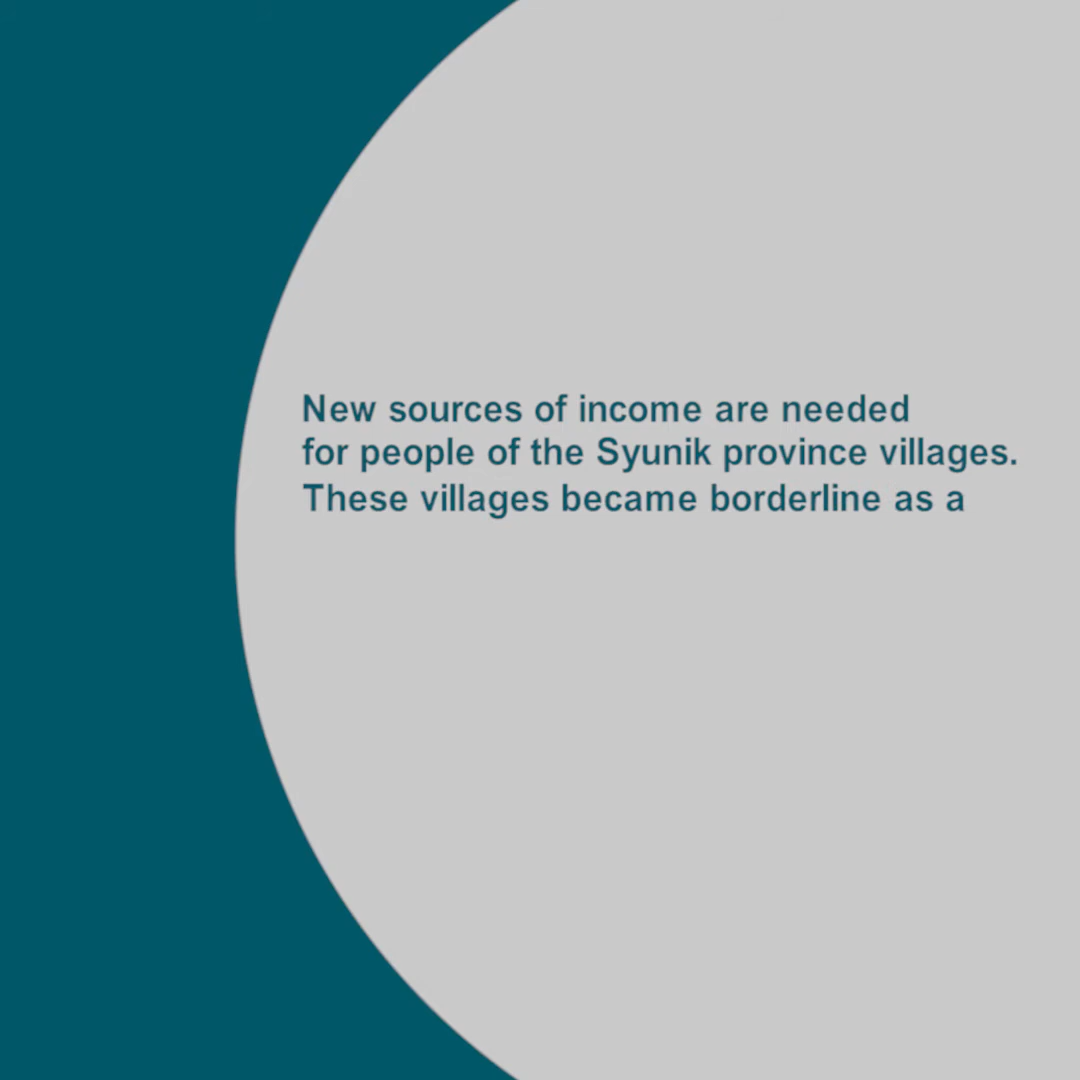 New sources of income are needed
for people of the Syunik province villages.
These villages became borderline as a